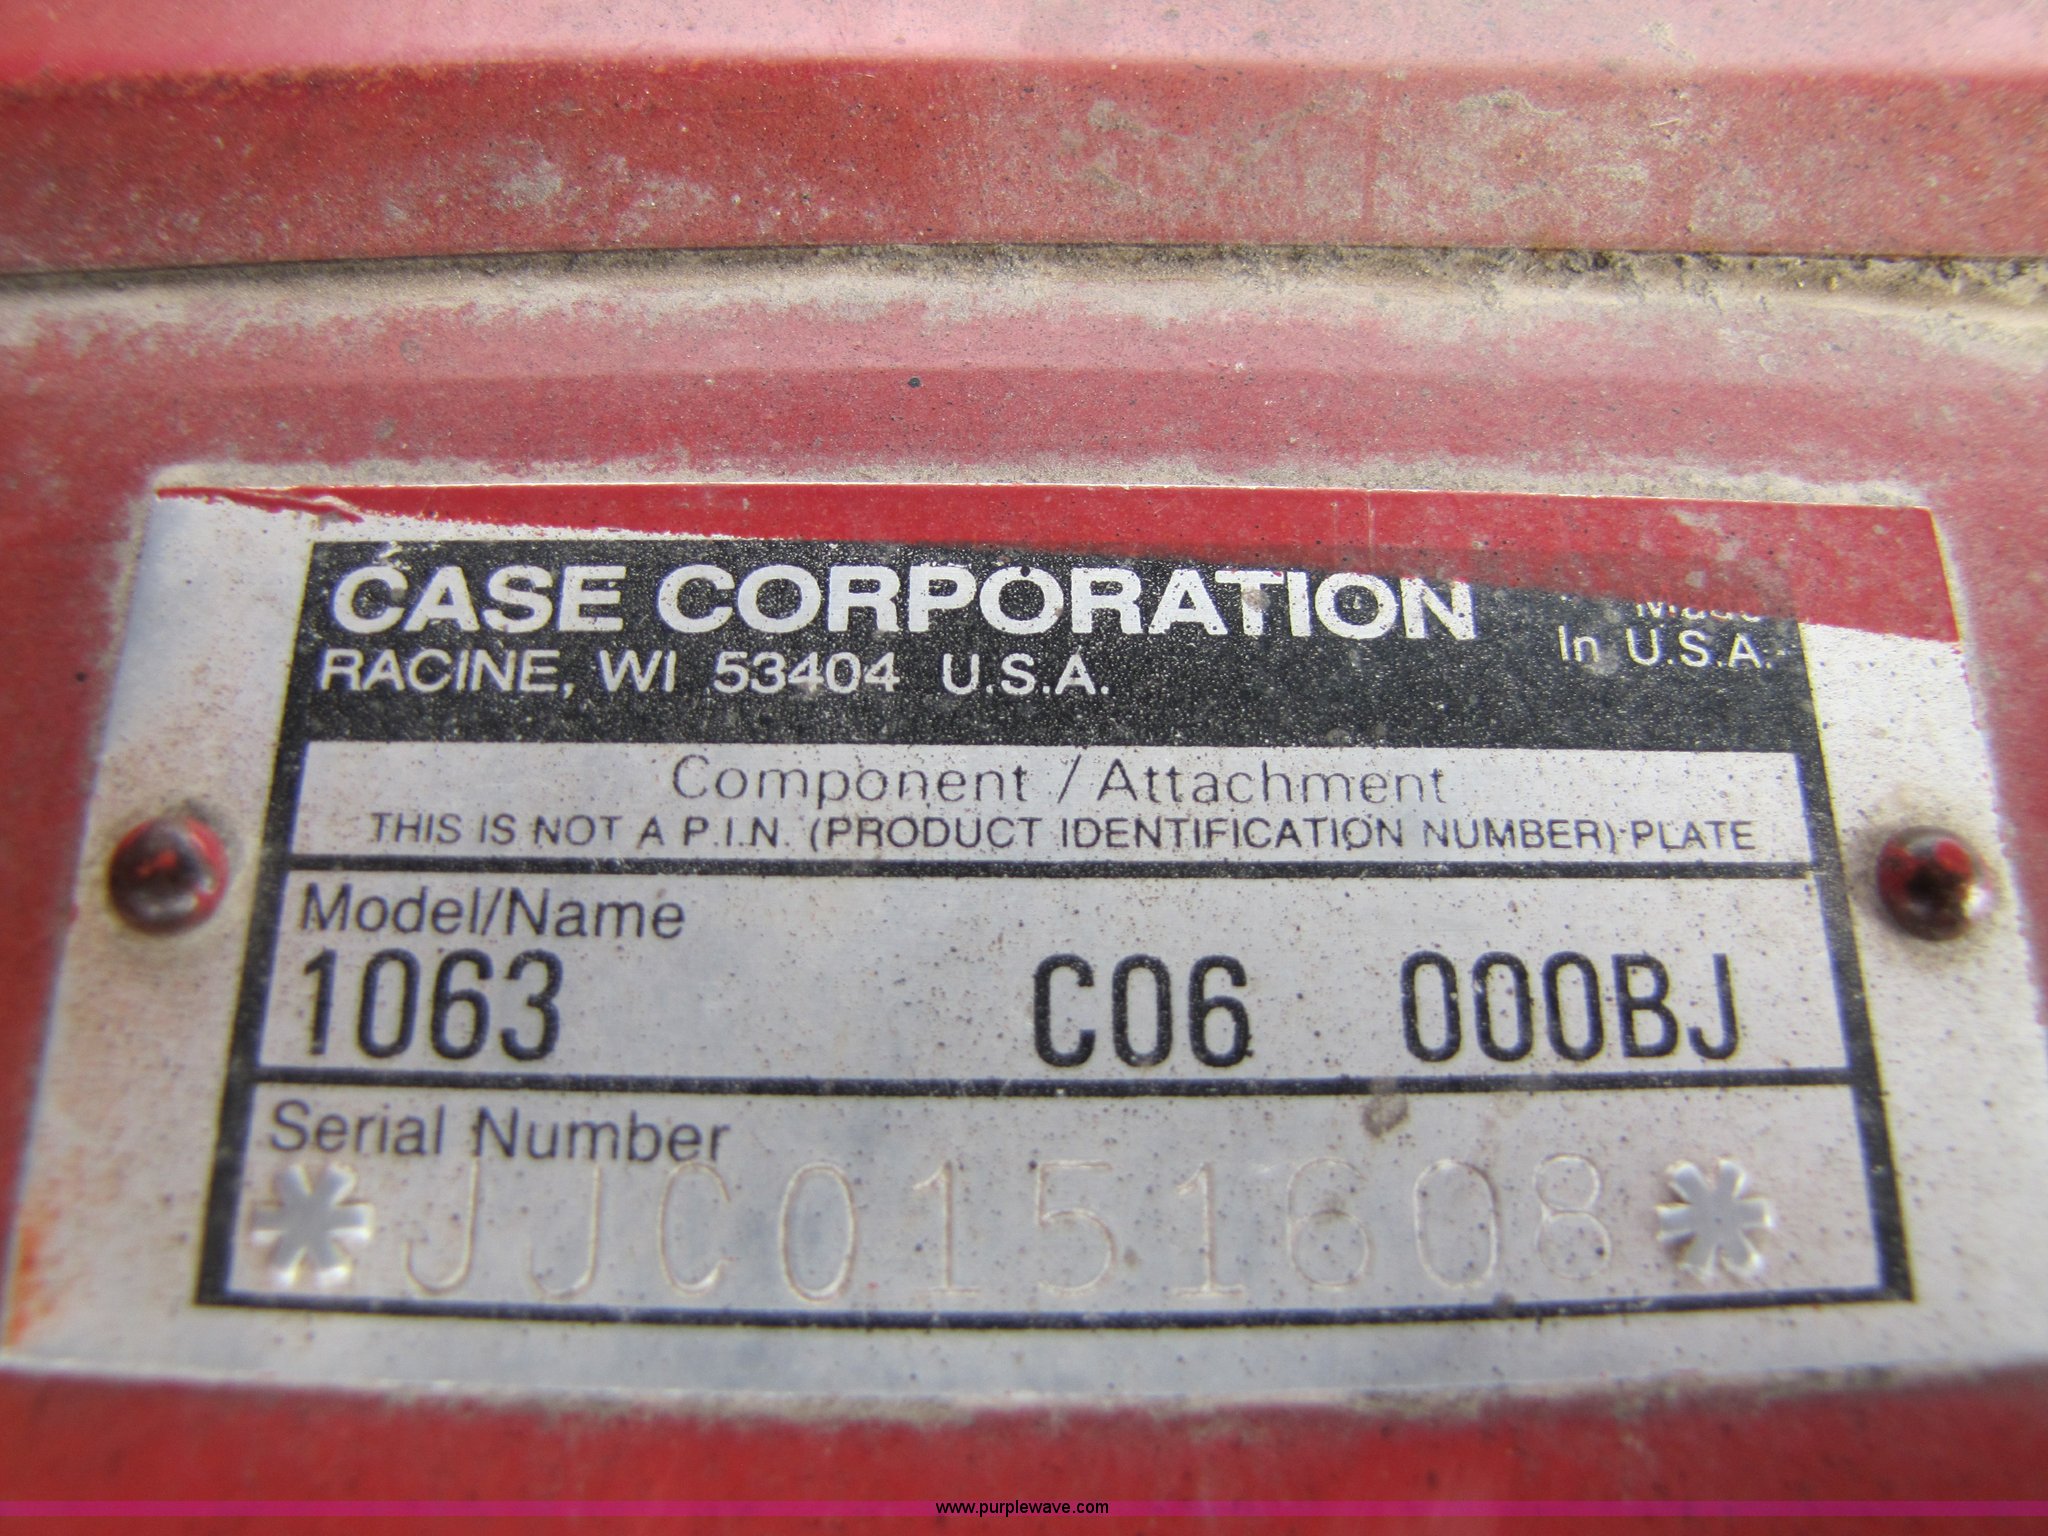 CASE CORPORATION
Made
In U.S.A.
RACINE, WI 53404 U.S.A.
Component / Attachment
THIS IS NOT A P.I.N. (PRODUCT IDENTIFICATION NUMBER) PLATE
Model/Name
1063 C06 000BJ
Serial Number
*JJC0151608*
www.purplewave.com